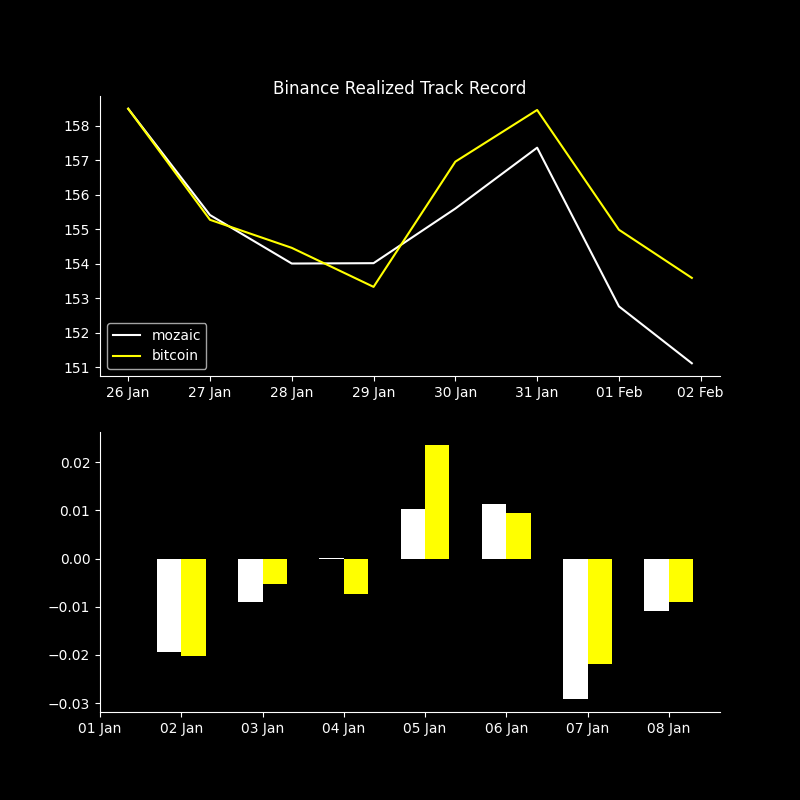 Binance Realized Track Record
158
157
156
155
154
153
152
151
mozaic
bitcoin
26 Jan 27 Jan 28 Jan 29 Jan 30 Jan 31 Jan 01 Feb 02 Feb
0.02
0.01
0.00
−0.01
−0.02
−0.03
01 Jan 02 Jan 03 Jan 04 Jan 05 Jan 06 Jan 07 Jan 08 Jan